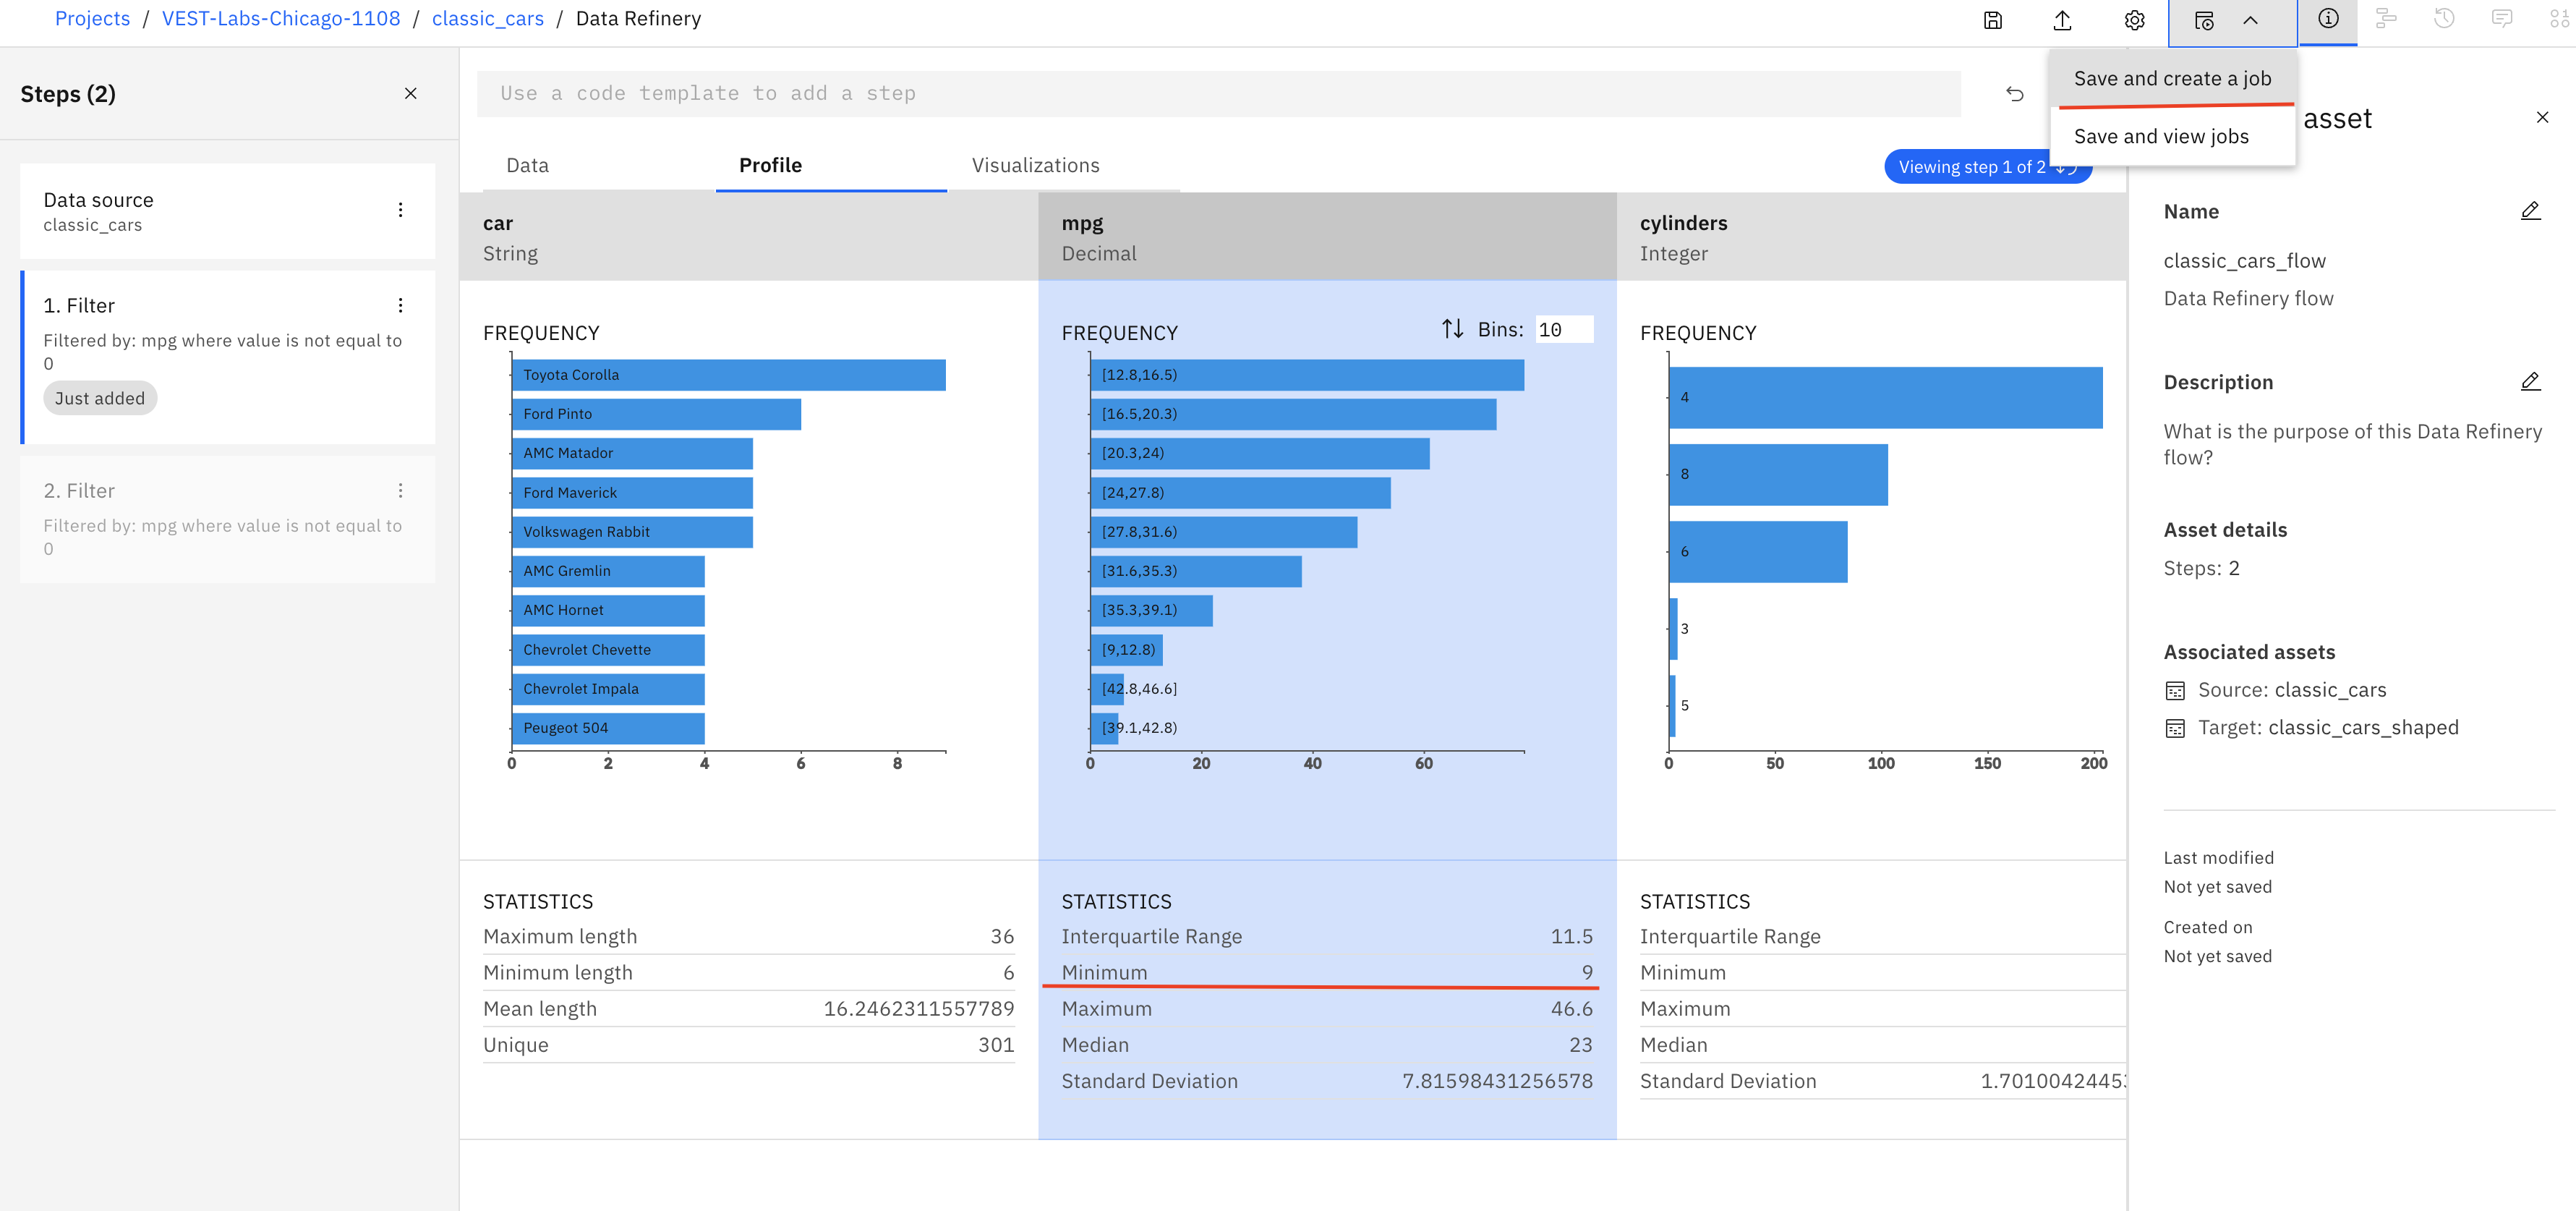 Projects / VEST-Labs-Chicago-1108 / classic_cars / Data Refinery
Save and create a job
Save and view jobs
Steps (2)
Use a code template to add a step
asset
Data
Profile
Visualizations
Viewing step 1 of 2
Data source
classic_cars
1. Filter
Filtered by: mpg where value is not equal to
0
Just added
2. Filter
Filtered by: mpg where value is not equal to
0
car
String
FREQUENCY
Toyota Corolla
Ford Pinto
AMC Matador
Ford Maverick
Volkswagen Rabbit
AMC Gremlin
AMC Hornet
Chevrolet Chevette
Chevrolet Impala
Peugeot 504
0 2 4 6 8
STATISTICS
Maximum length 36
Minimum length 6
Mean length 16.2462311557789
Unique 301
mpg
Decimal
FREQUENCY
Bins: 10
[12.8,16.5)
[16.5,20.3)
[20.3,24)
[24,27.8)
[27.8,31.6)
[31.6,35.3)
[35.3,39.1)
[9,12.8)
[42.8,46.6]
[39.1,42.8)
0 20 40 60
STATISTICS
Interquartile Range 11.5
Minimum 9
Maximum 46.6
Median 23
Standard Deviation 7.81598431256578
cylinders
Integer
FREQUENCY
4
8
6
3
5
0 50 100 150 200
STATISTICS
Interquartile Range
Minimum
Maximum
Median
Standard Deviation 1.7010042445
Name
classic_cars_flow
Data Refinery flow
Description
What is the purpose of this Data Refinery
flow?
Asset details
Steps: 2
Associated assets
Source: classic_cars
Target: classic_cars_shaped
Last modified
Not yet saved
Created on
Not yet saved